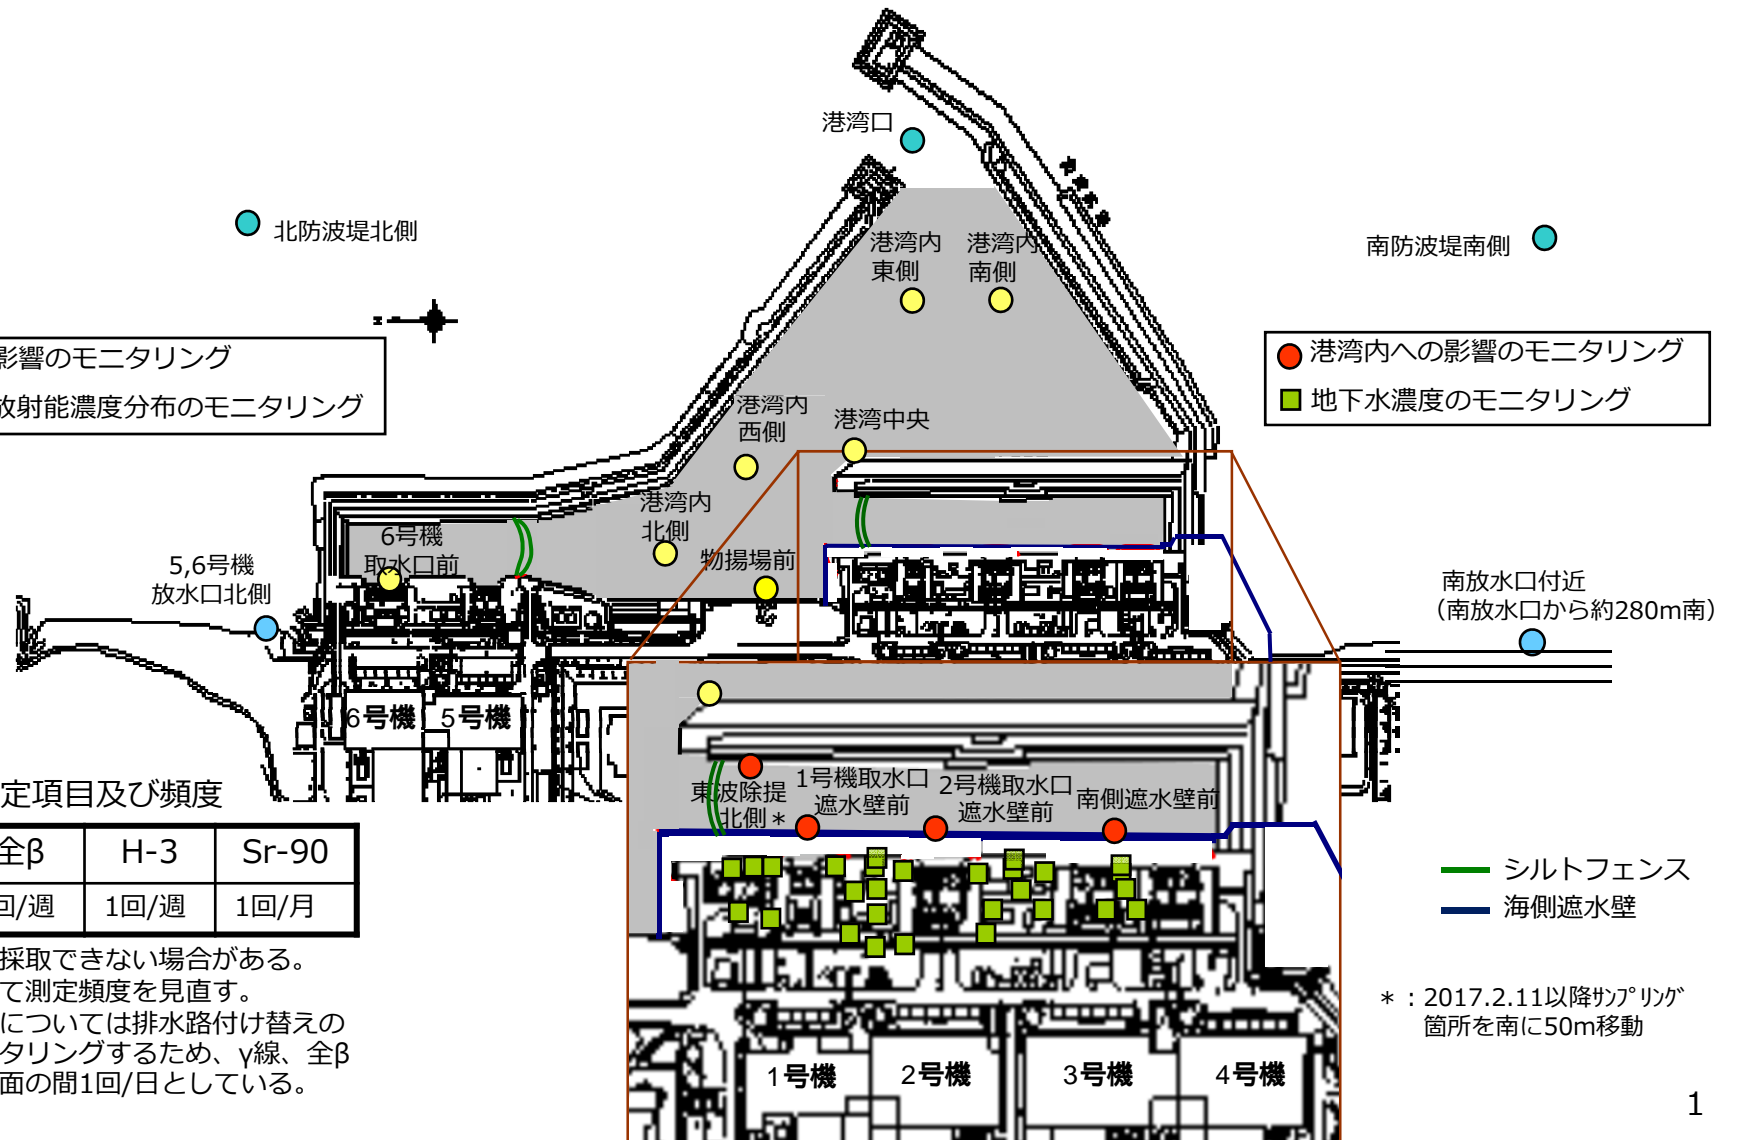 港湾口
北防波堤北側
南防波堤南側
港湾内
東側
港湾内
南側
影響のモニタリング
放射能濃度分布のモニタリング
港湾内への影響のモニタリング
地下水濃度のモニタリング
港湾内
西側
港湾中央
港湾内
北側
6号機
取水口前
物揚場前
5,6号機
放水口北側
南放水口付近
（南放水口から約280m南）
6号機
5号機
東波除提
北側＊
1号機取水口
遮水壁前
2号機取水口
遮水壁前
南側遮水壁前
定項目及び頻度
全β
H-3
Sr-90
回/週
1回/週
1回/月
採取できない場合がある。
て測定頻度を見直す。
については排水路付け替えの
タリングするため、γ線、全β
面の間1回/日としている。
シルトフェンス
海側遮水壁
＊：2017.2.11以降ｻﾝﾌﾟﾘﾝｸﾞ
箇所を南に50m移動
1号機
2号機
3号機
4号機
1